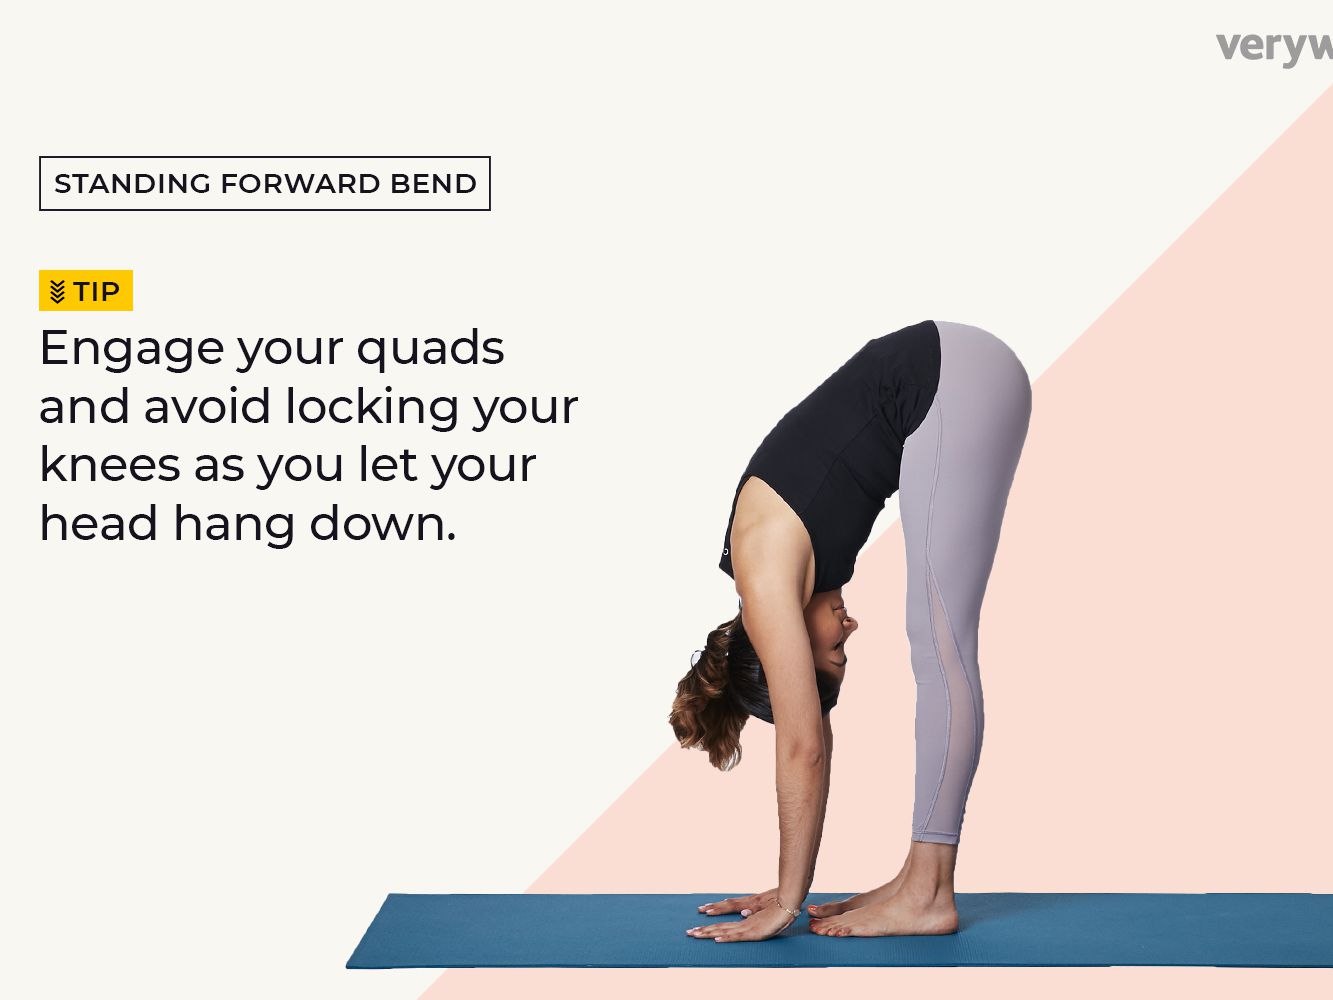 veryw
STANDING FORWARD BEND
TIP
Engage your quads
and avoid locking your
knees as you let your
head hang down.